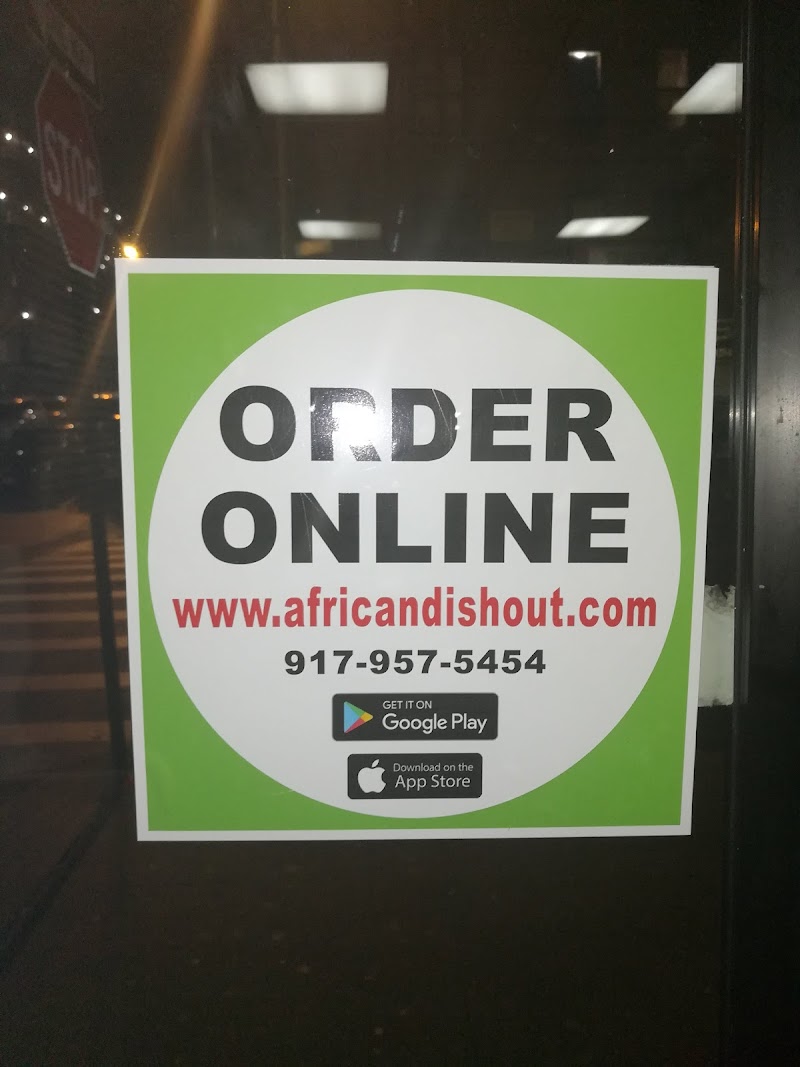 STOP
ORDER
ONLINE
www.africandishout.com
917-957-5454
GET IT ON
Google Play
Download on the
App Store